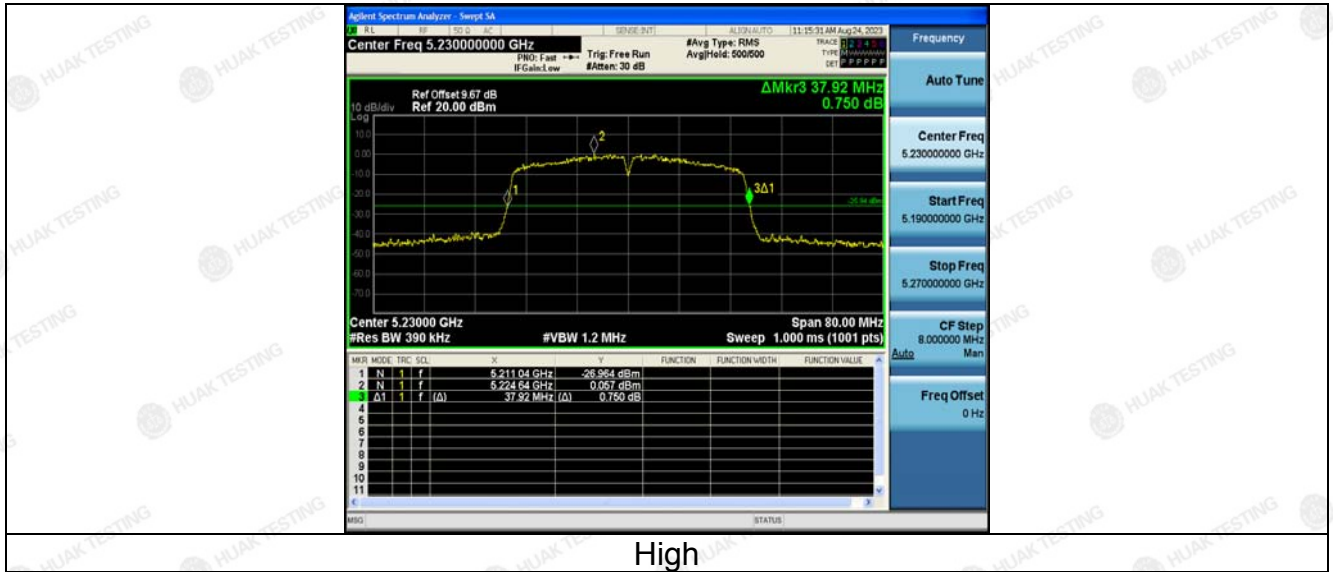 Agilent Spectrum Analyzer - Swept SA
RL RF 50 Ω AC SENSE:INT ALIGNAUTO 11:15:31 AM Aug 24, 2023
Center Freq 5.230000000 GHz
PNO: Fast
IFGain:Low
Trig: Free Run
#Atten: 30 dB
#Avg Type: RMS
Avg|Hold: 500/500
TRACE 1 2 3 4 5 6
TYPE M
DET P P P P P P
Frequency
Auto Tune
Center Freq
5.230000000 GHz
Start Freq
5.190000000 GHz
Stop Freq
5.270000000 GHz
CF Step
8.000000 MHz
Auto Man
Freq Offset
0 Hz
ΔMkr3 37.92 MHz
0.750 dB
Ref Offset 9.67 dB
10 dB/div Ref 20.00 dBm
Log
10.0
0.00
-10.0
-20.0
-30.0
-40.0
-50.0
-60.0
-70.0
2
1
3Δ1
Center 5.23000 GHz Span 80.00 MHz
#Res BW 390 kHz #VBW 1.2 MHz Sweep 1.000 ms (1001 pts)
MKR MODE TRC SCL X Y FUNCTION FUNCTION WIDTH FUNCTION VALUE
1 N 1 f 5.211 04 GHz -26.964 dBm
2 N 1 f 5.224 64 GHz 0.057 dBm
3 Δ1 1 f (Δ) 37.92 MHz (Δ) 0.750 dB
4
5
6
7
8
9
10
11
MSG STATUS
High
HUAK TESTING